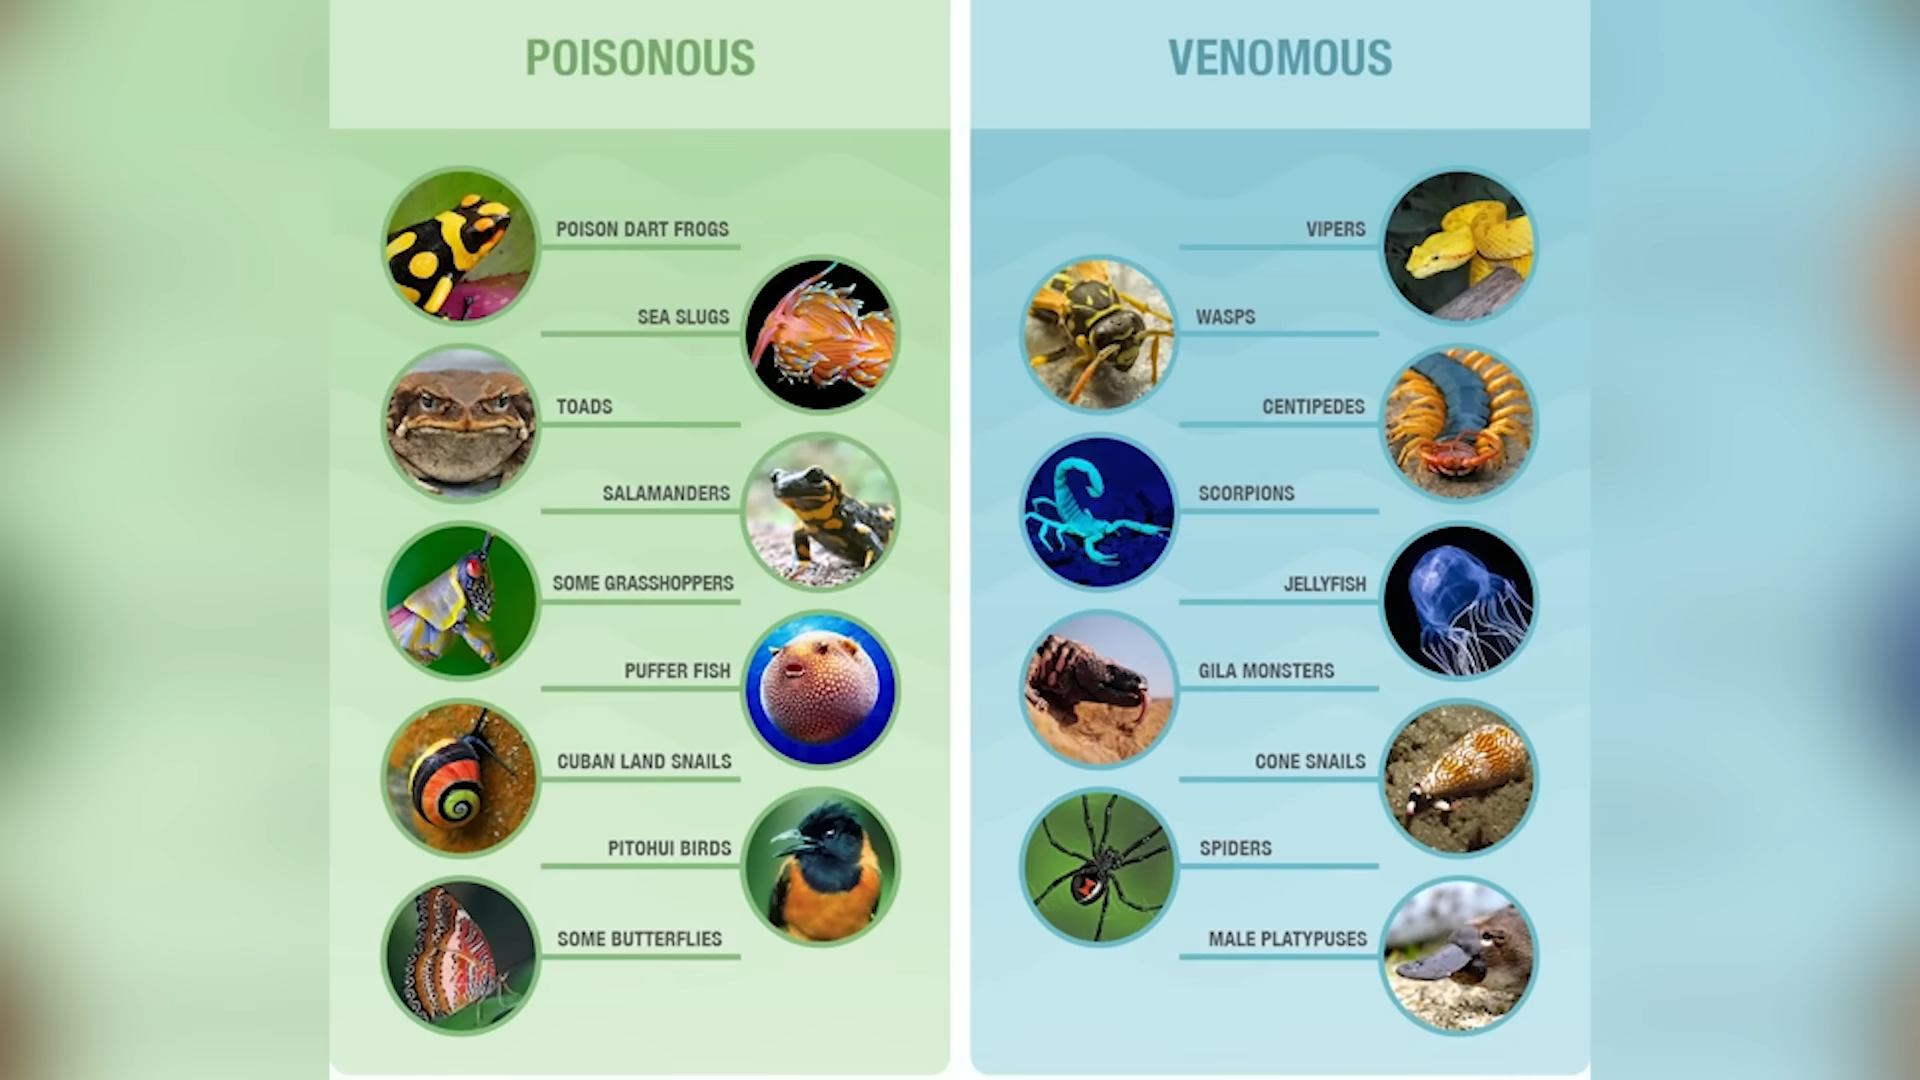 POISONOUS
POISON DART FROGS
SEA SLUGS
TOADS
SALAMANDERS
SOME GRASSHOPPERS
PUFFER FISH
CUBAN LAND SNAILS
PITOHUI BIRDS
SOME BUTTERFLIES
VENOMOUS
VIPERS
WASPS
CENTIPEDES
SCORPIONS
JELLYFISH
GILA MONSTERS
CONE SNAILS
SPIDERS
MALE PLATYPUSES